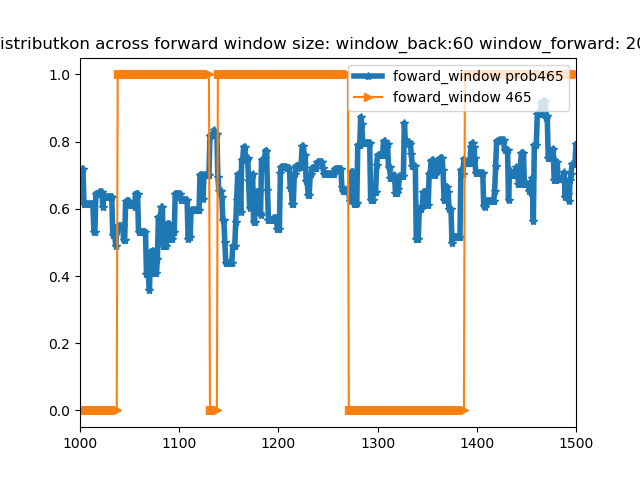 istributkon across forward window size: window_back:60 window_forward: 20
foward_window prob465
foward_window 465
1.0
0.8
0.6
0.4
0.2
0.0
1000 1100 1200 1300 1400 1500